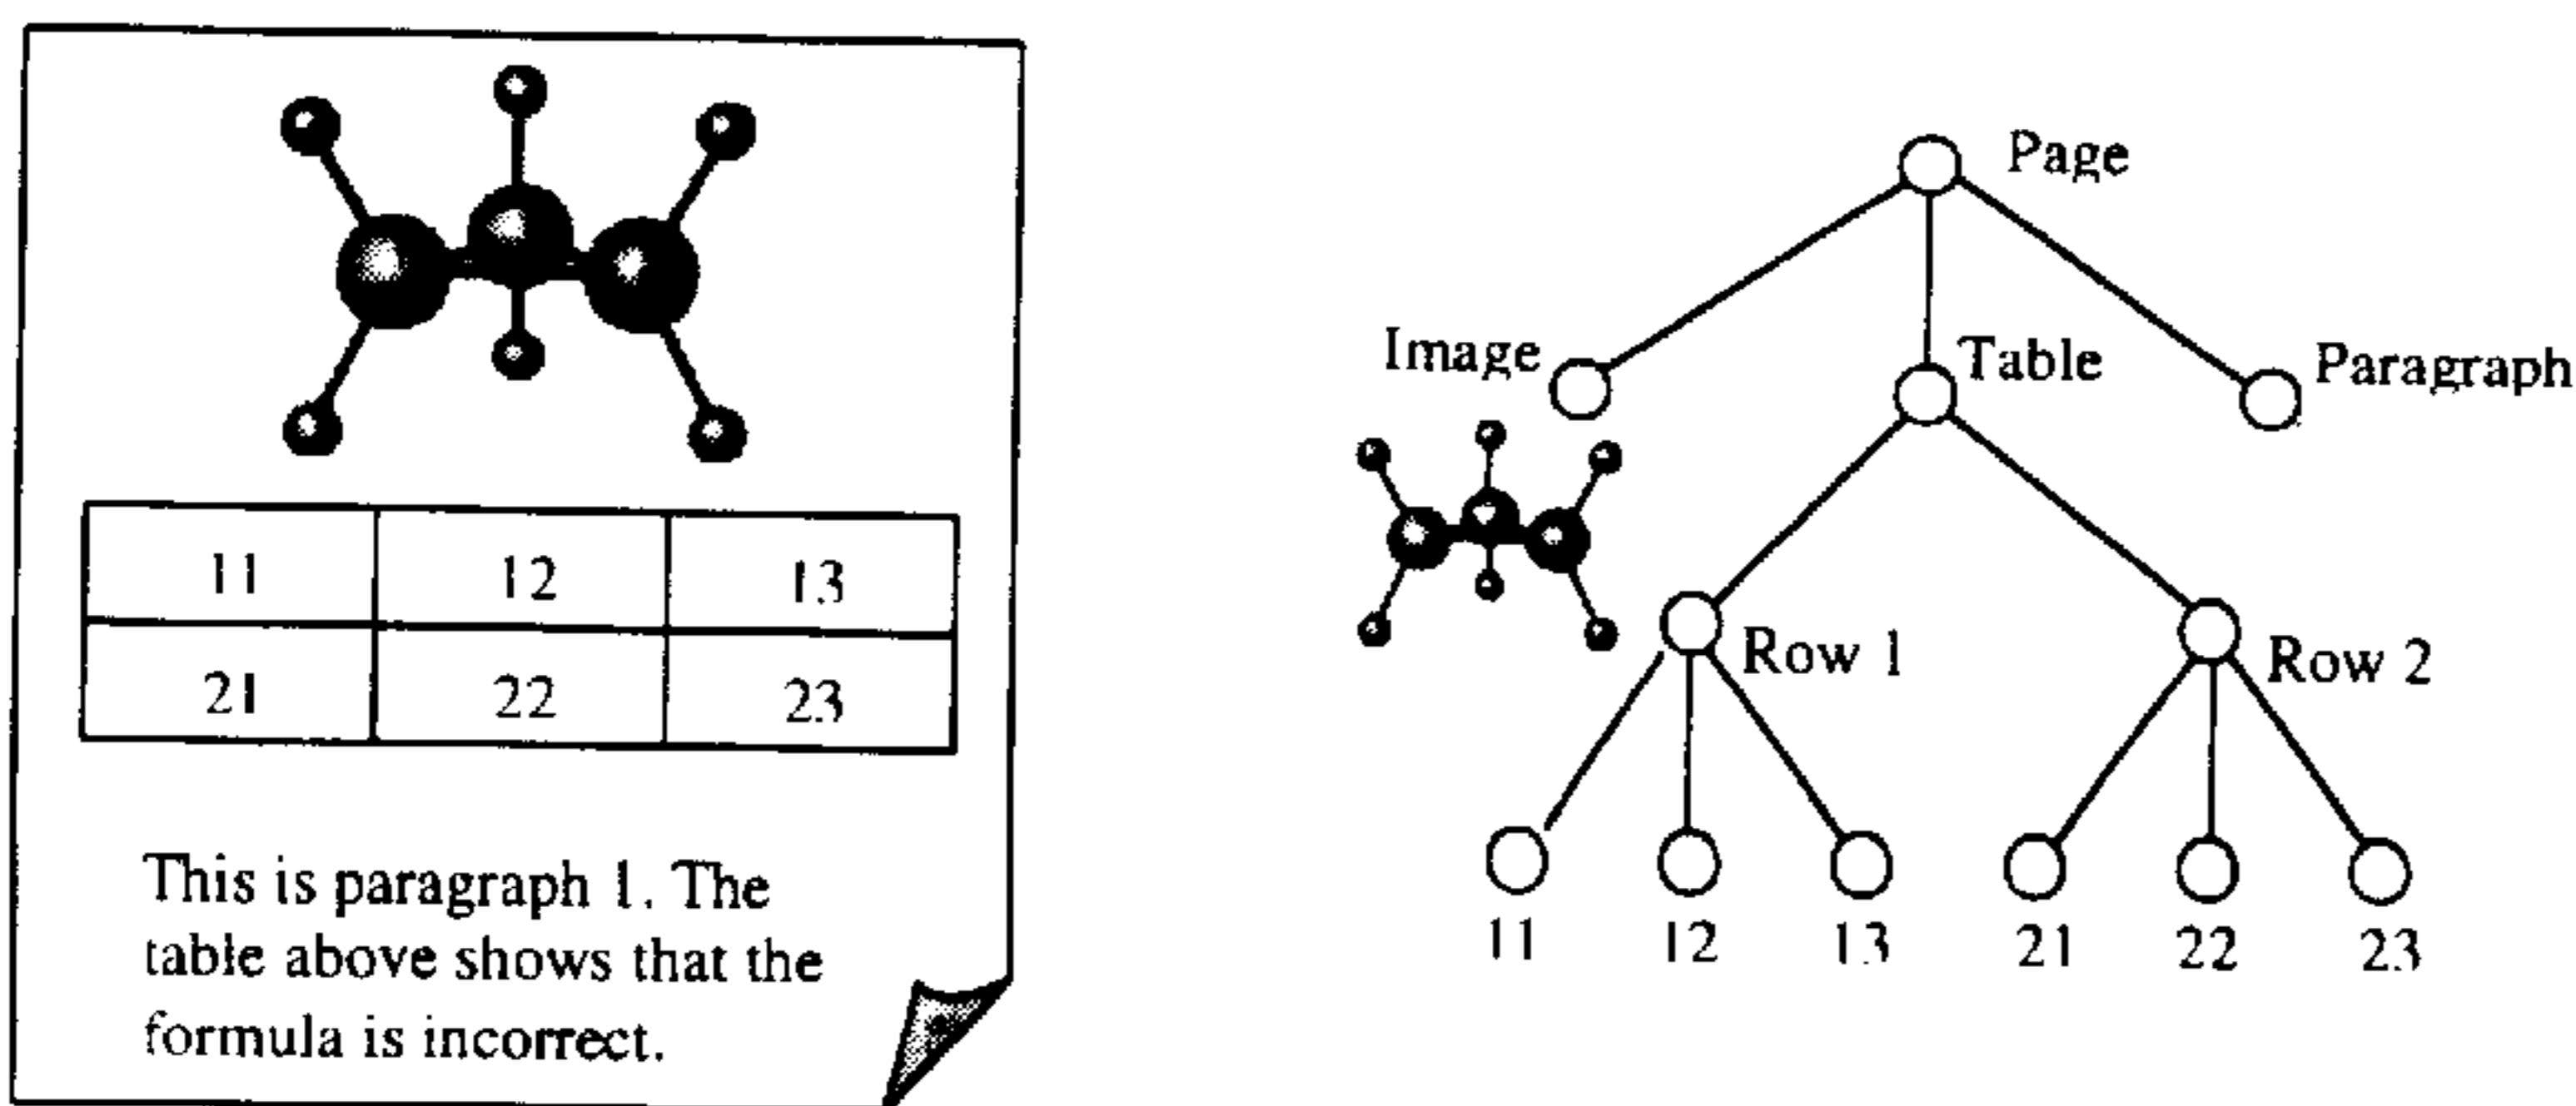 11 12 13
21 22 23
This is paragraph 1. The
table above shows that the
formula is incorrect.
Page
Image
Table
Paragraph
Row 1
Row 2
11 12 13 21 22 23